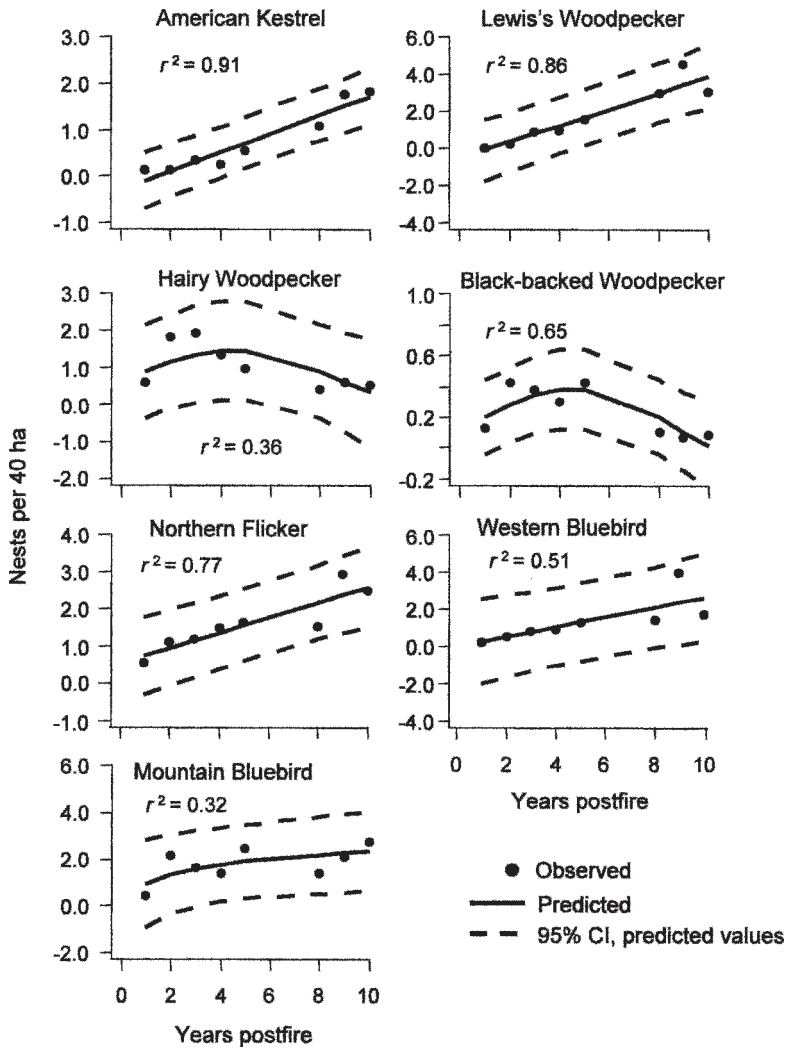 American Kestrel
r² = 0.91
3.0
2.0
1.0
0.0
-1.0
Lewis's Woodpecker
r² = 0.86
6.0
4.0
2.0
0.0
-2.0
-4.0
Hairy Woodpecker
3.0
2.0
1.0
0.0
-1.0
-2.0
r² = 0.36
Black-backed Woodpecker
r² = 0.65
1.0
0.6
0.2
-0.2
Nests per 40 ha
Northern Flicker
r² = 0.77
4.0
3.0
2.0
1.0
0.0
-1.0
Western Bluebird
r² = 0.51
6.0
4.0
2.0
0.0
-2.0
-4.0
0 2 4 6 8 10
Years postfire
Mountain Bluebird
r² = 0.32
6.0
4.0
2.0
0.0
-2.0
0 2 4 6 8 10
Years postfire
Observed
Predicted
95% CI, predicted values